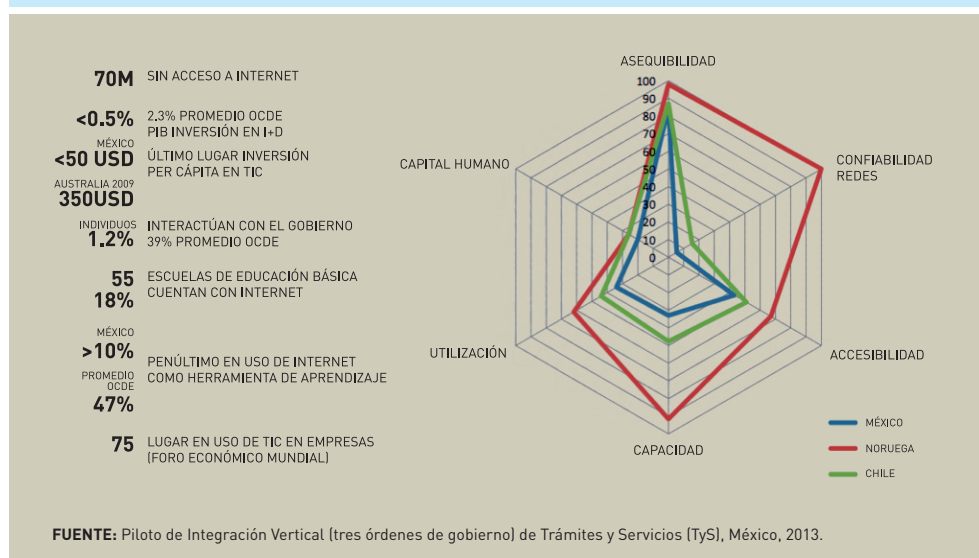 70M SIN ACCESO A INTERNET
<0.5% 2.3% PROMEDIO OCDE
PIB INVERSIÓN EN I+D
MÉXICO
<50 USD ÚLTIMO LUGAR INVERSIÓN
PER CÁPITA EN TIC
AUSTRALIA 2009
350USD
INDIVIDUOS
1.2% INTERACTÚAN CON EL GOBIERNO
39% PROMEDIO OCDE
55 ESCUELAS DE EDUCACIÓN BÁSICA
18% CUENTAN CON INTERNET
MÉXICO
>10% PENÚLTIMO EN USO DE INTERNET
COMO HERRAMIENTA DE APRENDIZAJE
PROMEDIO
OCDE
47%
75 LUGAR EN USO DE TIC EN EMPRESAS
(FORO ECONÓMICO MUNDIAL)
ASEQUIBILIDAD
100
90
80
70
60
50
40
30
20
10
0
CONFIABILIDAD
REDES
ACCESIBILIDAD
CAPACIDAD
UTILIZACIÓN
CAPITAL HUMANO
MÉXICO
NORUEGA
CHILE
FUENTE: Piloto de Integración Vertical (tres órdenes de gobierno) de Trámites y Servicios (TyS), México, 2013.